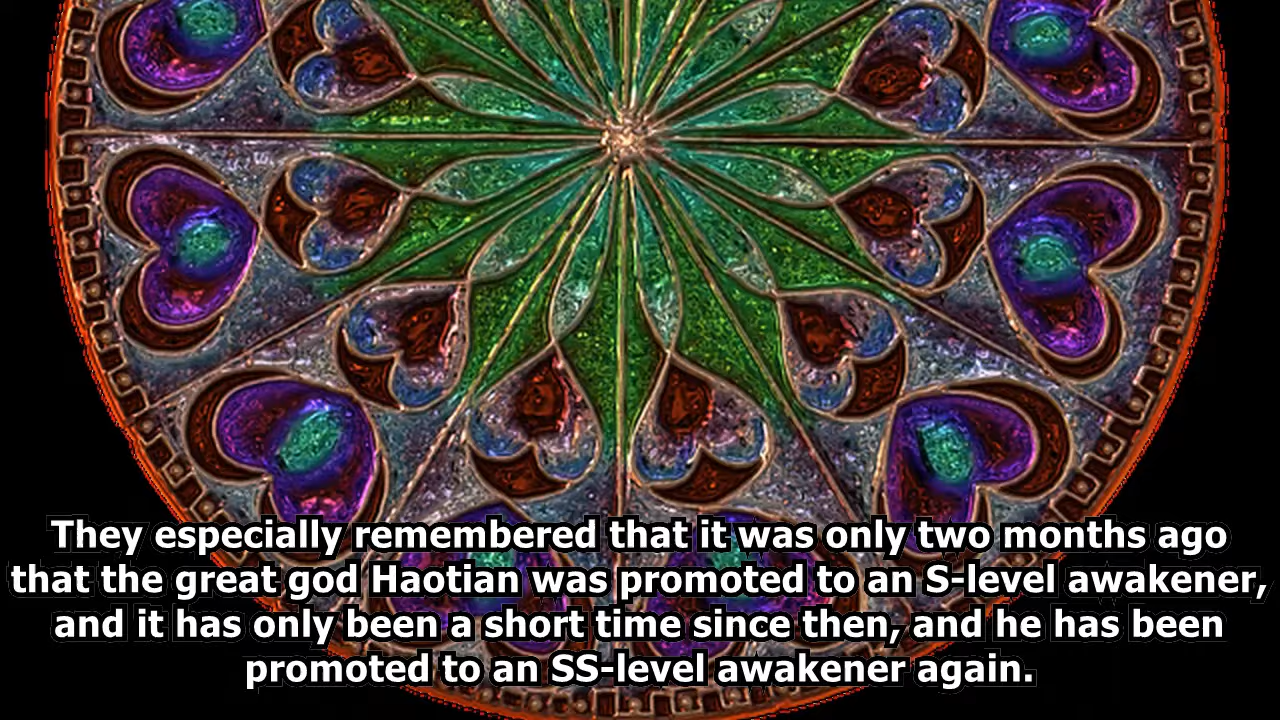 They especially remembered that it was only two months ago
that the great god Haotian was promoted to an S-level awakener,
and it has only been a short time since then, and he has been
promoted to an SS-level awakener again.